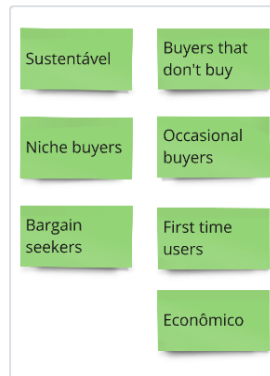 Sustentável
Buyers that
don't buy
Niche buyers
Occasional
buyers
Bargain
seekers
First time
users
Econômico